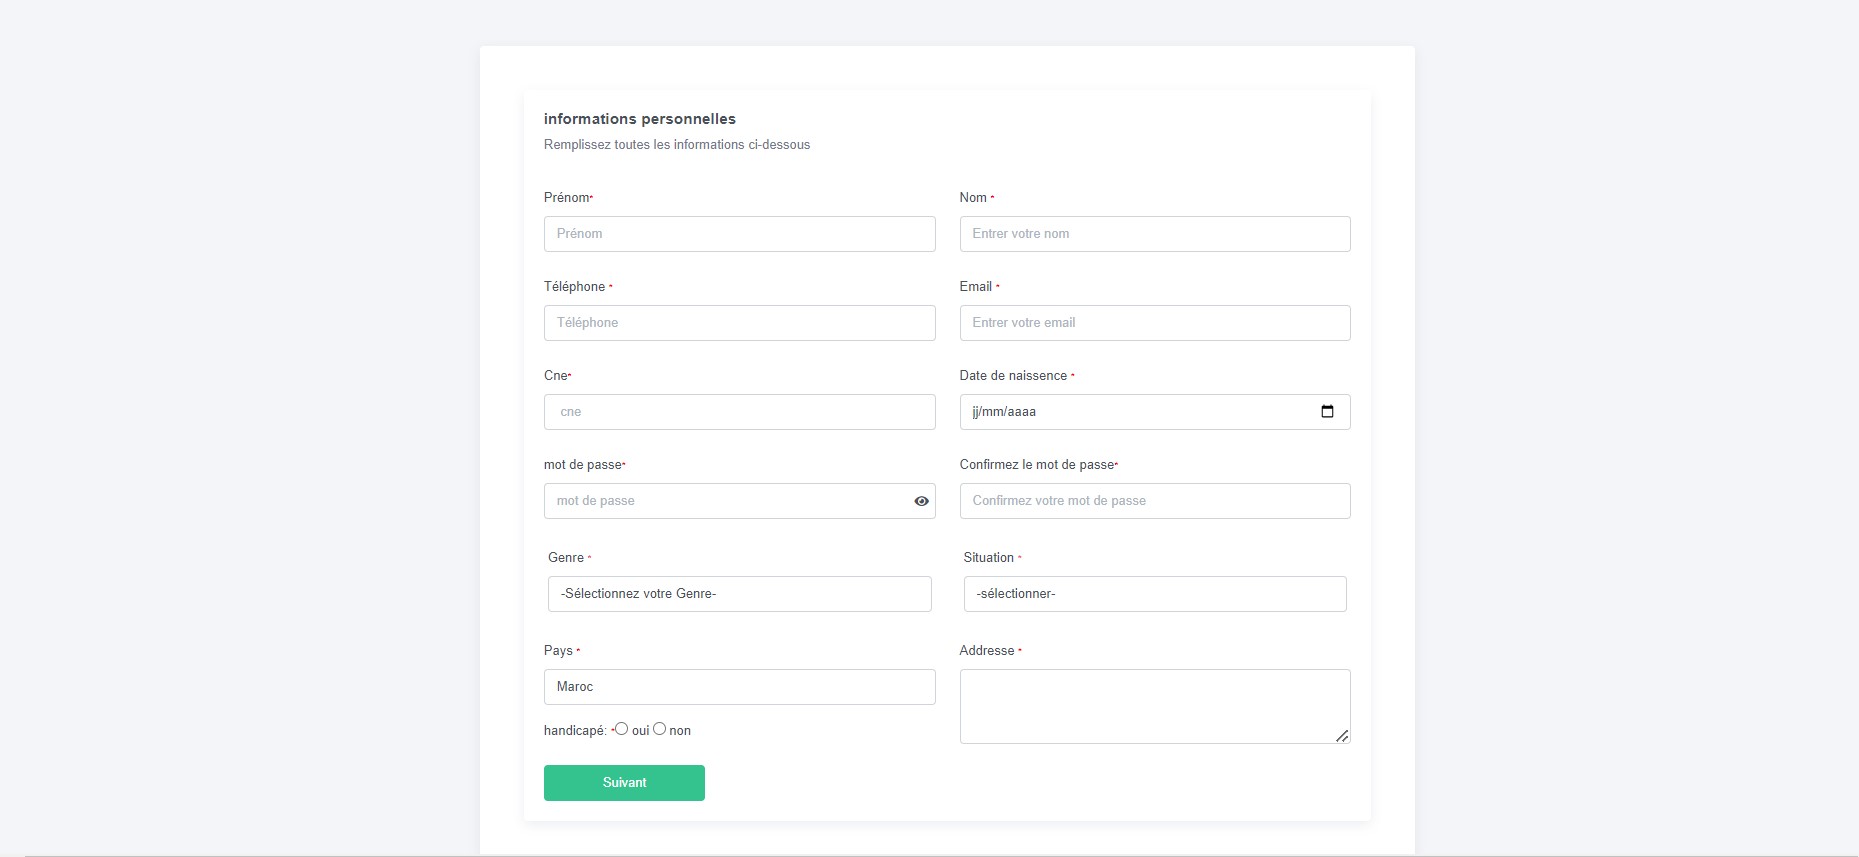 informations personnelles
Remplissez toutes les informations ci-dessous
Prénom*
Nom *
Prénom
Entrer votre nom
Téléphone *
Email *
Téléphone
Entrer votre email
Cne*
Date de naissence *
cne
jj/mm/aaaa
mot de passe*
Confirmez le mot de passe*
mot de passe
Confirmez votre mot de passe
Genre *
Situation *
-Sélectionnez votre Genre-
-sélectionner-
Pays *
Addresse *
Maroc
handicapé: * oui non
Suivant